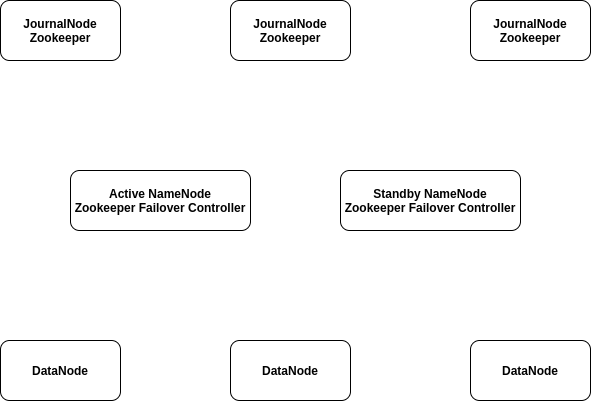 JournalNode
Zookeeper
JournalNode
Zookeeper
JournalNode
Zookeeper
Active NameNode
Zookeeper Failover Controller
Standby NameNode
Zookeeper Failover Controller
DataNode
DataNode
DataNode